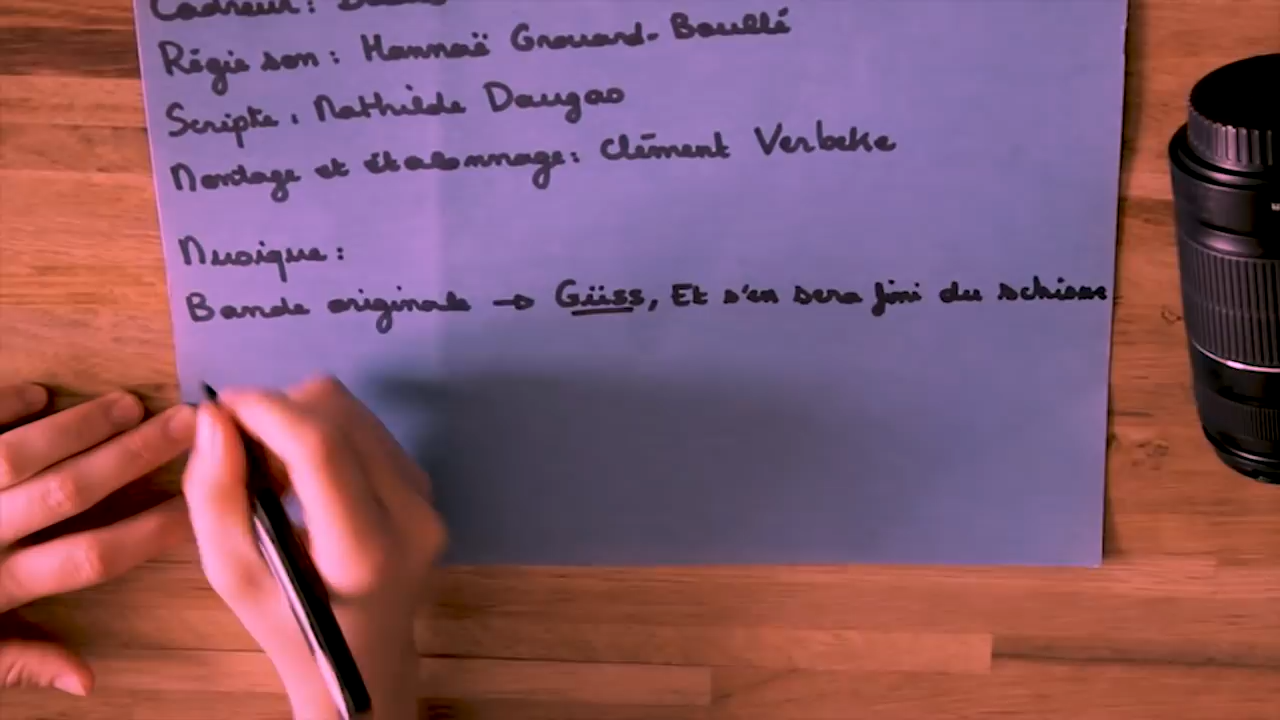 Cadreur :
Régie son : Hannaë Grouard-Boullé
Scripte : Mathilde Daugas
Montage et étalonnage : Clément Verbeke
Musique :
Bande originale → Güss, Et s'en sera fini du schisme